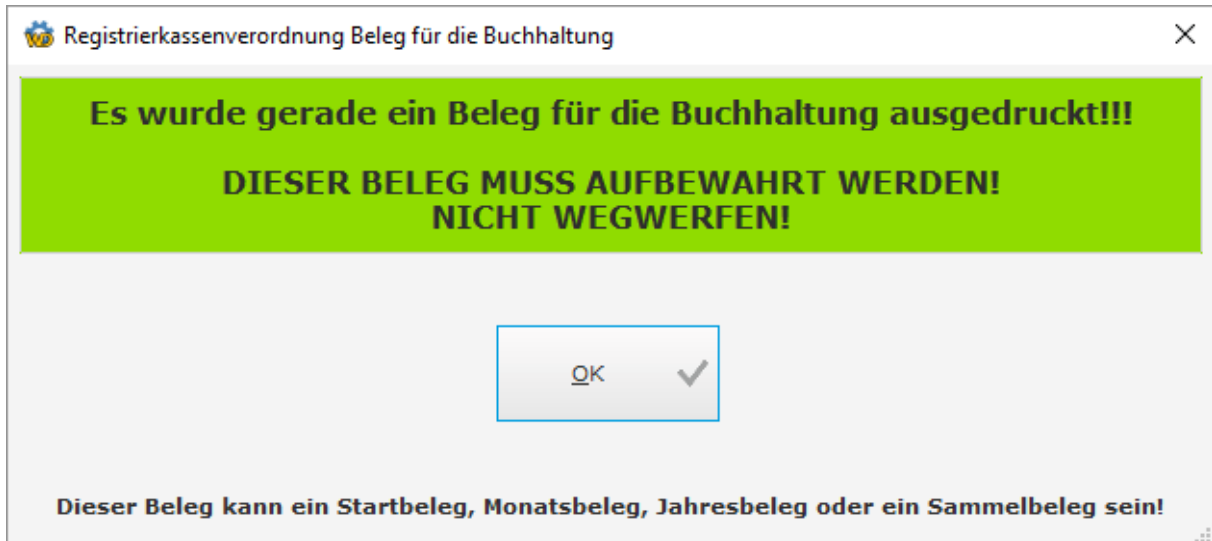 Registrierkassenverordnung Beleg für die Buchhaltung
Es wurde gerade ein Beleg für die Buchhaltung ausgedruckt!!!
DIESER BELEG MUSS AUFBEWAHRT WERDEN!
NICHT WEGWERFEN!
OK
Dieser Beleg kann ein Startbeleg, Monatsbeleg, Jahresbeleg oder ein Sammelbeleg sein!